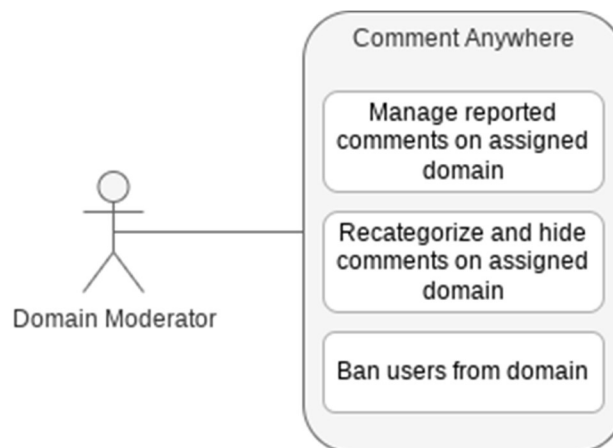 Comment Anywhere
Manage reported
comments on assigned
domain
Recategorize and hide
comments on assigned
domain
Domain Moderator
Ban users from domain